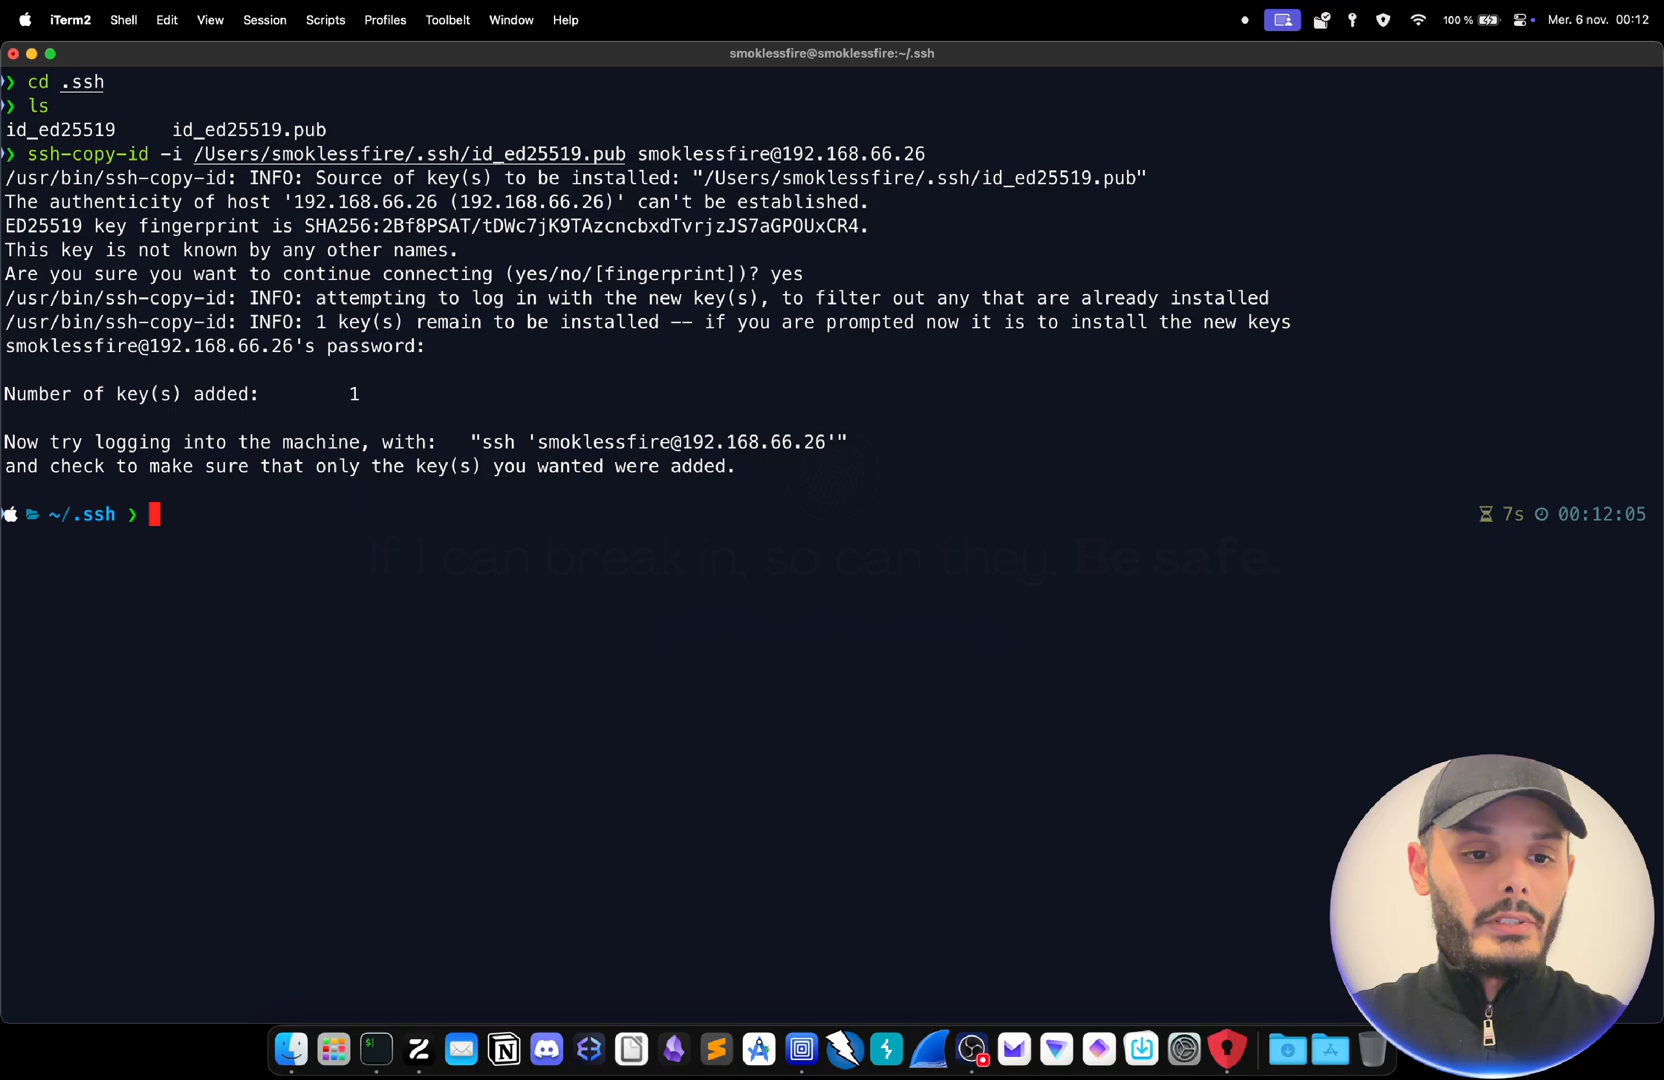 iTerm2 Shell Edit View Session Scripts Profiles Toolbelt Window Help 100 % Mer. 6 nov. 00:12
smoklessfire@smoklessfire:~/.ssh
❯ cd .ssh
❯ ls
id_ed25519 id_ed25519.pub
❯ ssh-copy-id -i /Users/smoklessfire/.ssh/id_ed25519.pub smoklessfire@192.168.66.26
/usr/bin/ssh-copy-id: INFO: Source of key(s) to be installed: "/Users/smoklessfire/.ssh/id_ed25519.pub"
The authenticity of host '192.168.66.26 (192.168.66.26)' can't be established.
ED25519 key fingerprint is SHA256:2Bf8PSAT/tDWc7jK9TAzcncbxdTvrjzJS7aGPOUxCR4.
This key is not known by any other names.
Are you sure you want to continue connecting (yes/no/[fingerprint])? yes
/usr/bin/ssh-copy-id: INFO: attempting to log in with the new key(s), to filter out any that are already installed
/usr/bin/ssh-copy-id: INFO: 1 key(s) remain to be installed -- if you are prompted now it is to install the new keys
smoklessfire@192.168.66.26's password:
Number of key(s) added: 1
Now try logging into the machine, with: "ssh 'smoklessfire@192.168.66.26'"
and check to make sure that only the key(s) you wanted were added.
~/.ssh ❯ 7s 00:12:05
If I can break in, so can they. Be safe.